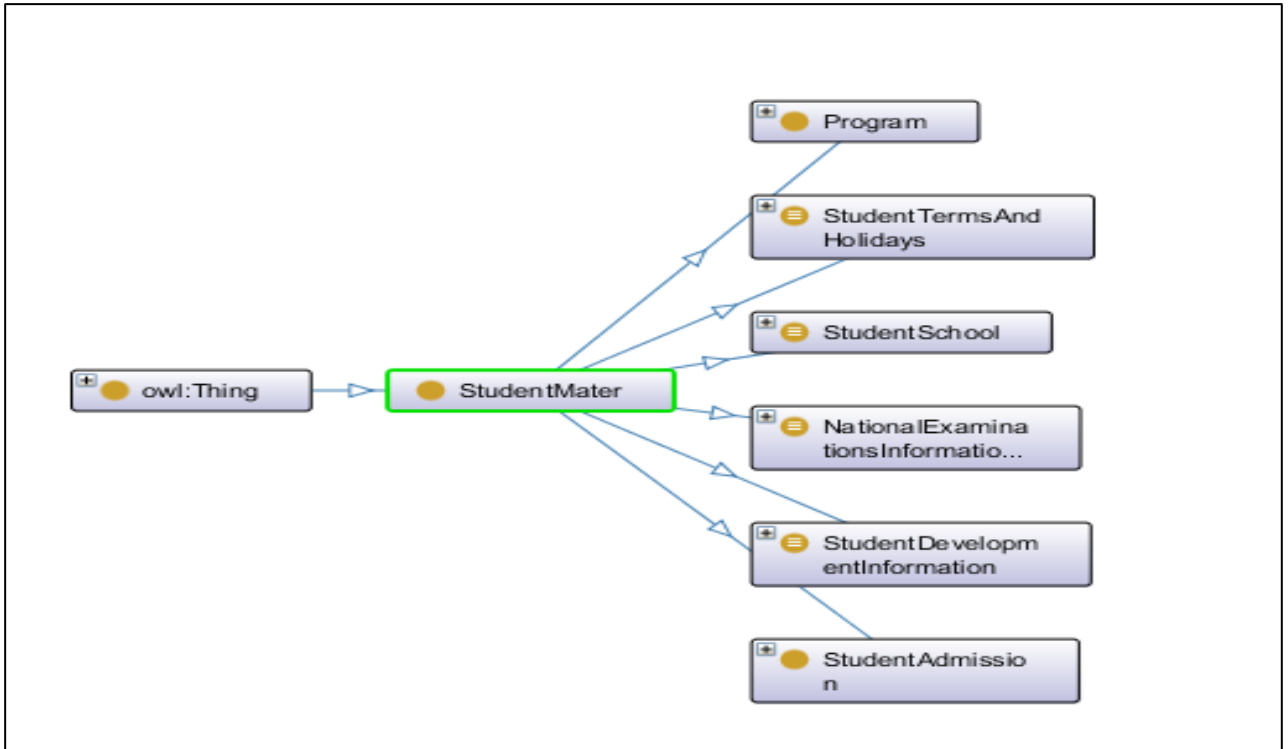 Program
StudentTermsAnd
Holidays
StudentSchool
owl:Thing
StudentMater
NationalExamina
tionsInformatio...
StudentDevelopm
entInformation
StudentAdmissio
n